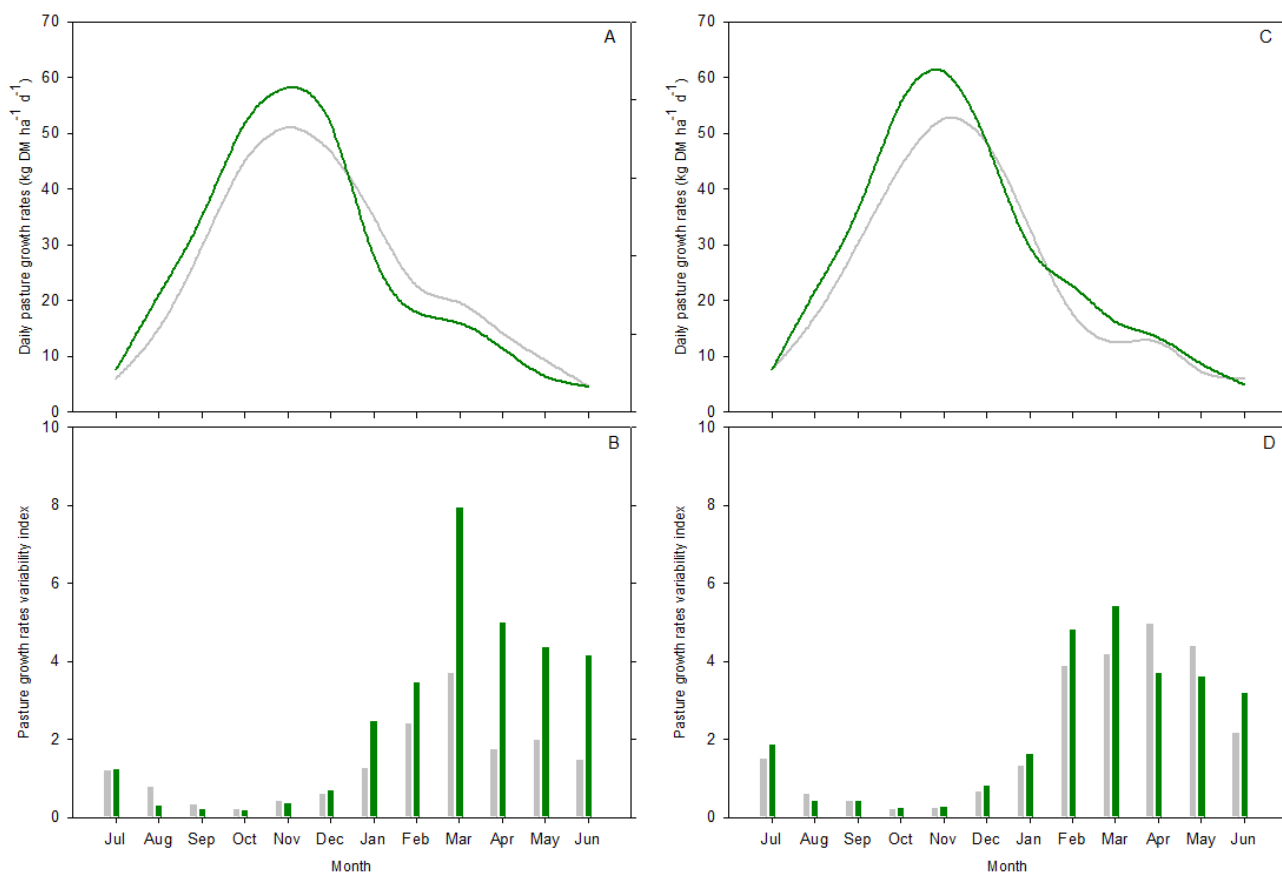 A
Daily pasture growth rates (kg DM ha⁻¹ d⁻¹)
70
60
50
40
30
20
10
0
C
Daily pasture growth rates (kg DM ha⁻¹ d⁻¹)
70
60
50
40
30
20
10
0
B
Pasture growth rates variability index
10
8
6
4
2
0
Jul Aug Sep Oct Nov Dec Jan Feb Mar Apr May Jun
Month
D
Pasture growth rates variability index
10
8
6
4
2
0
Jul Aug Sep Oct Nov Dec Jan Feb Mar Apr May Jun
Month